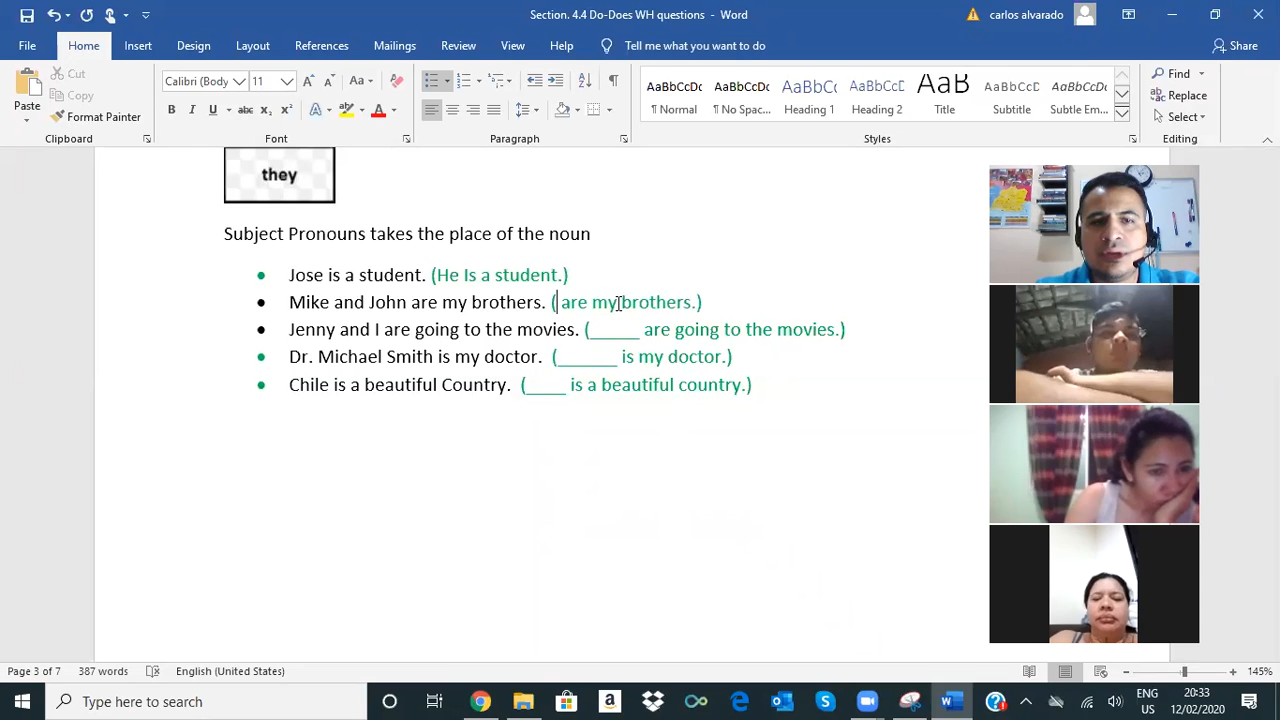 Section. 4.4 Do-Does WH questions - Word
carlos alvarado
File Home Insert Design Layout References Mailings Review View Help Tell me what you want to do Share
Paste
Cut
Copy
Format Painter
Clipboard
Calibri (Body 11
Font
Paragraph
AaBbCcDc AaBbCcDc AaBbCc AaBbCcD AaB AaBbCcD AaBbCcDc
¶ Normal ¶ No Spac... Heading 1 Heading 2 Title Subtitle Subtle Em...
Styles
Find
Replace
Select
Editing
they
Subject Pronouns takes the place of the noun
• Jose is a student. (He Is a student.)
• Mike and John are my brothers. ( are my brothers.)
• Jenny and I are going to the movies. (_____ are going to the movies.)
• Dr. Michael Smith is my doctor. (______ is my doctor.)
• Chile is a beautiful Country. (____ is a beautiful country.)
Page 3 of 7 387 words English (United States) 145%
Type here to search
ENG
US
20:33
12/02/2020